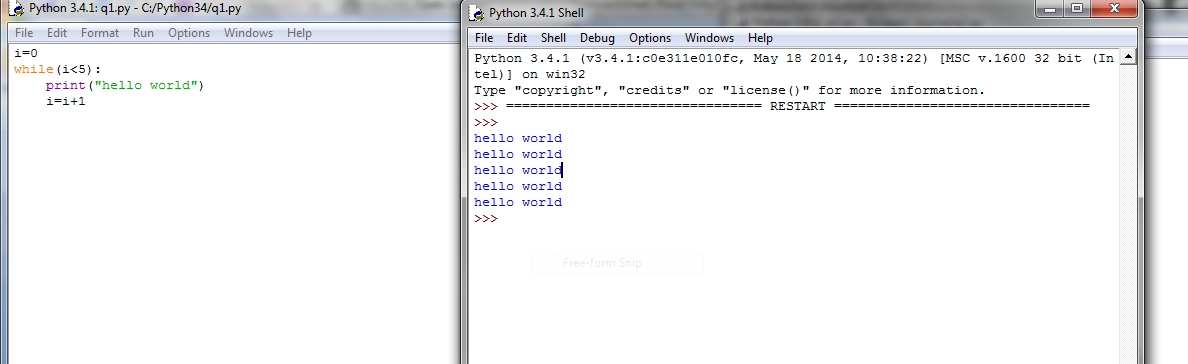 Python 3.4.1: q1.py - C:/Python34/q1.py
File Edit Format Run Options Windows Help
i=0
while(i<5):
    print("hello world")
    i=i+1
Python 3.4.1 Shell
File Edit Shell Debug Options Windows Help
Python 3.4.1 (v3.4.1:c0e311e010fc, May 18 2014, 10:38:22) [MSC v.1600 32 bit (In
tel)] on win32
Type "copyright", "credits" or "license()" for more information.
>>> ================================ RESTART ================================
>>>
hello world
hello world
hello world
hello world
hello world
>>>
Free-form Snip